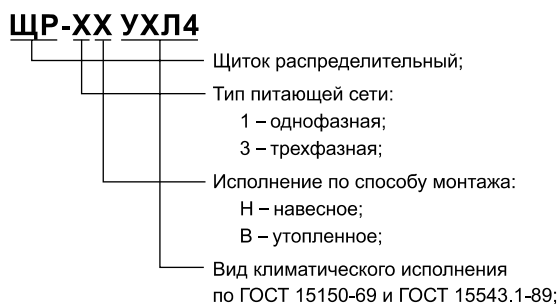 ЩР-ХХ УХЛ4
Щиток распределительный;
Тип питающей сети:
1 – однофазная;
3 – трехфазная;
Исполнение по способу монтажа:
Н – навесное;
В – утопленное;
Вид климатического исполнения
по ГОСТ 15150-69 и ГОСТ 15543.1-89;